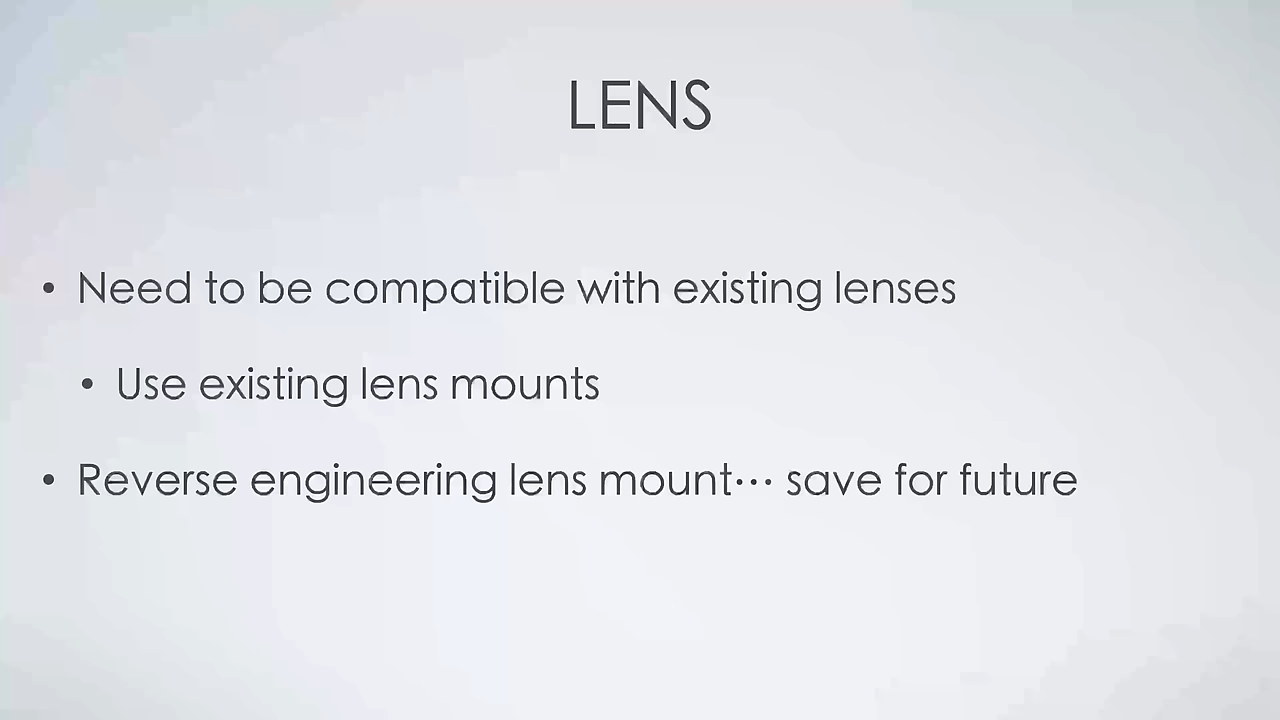 LENS
• Need to be compatible with existing lenses
• Use existing lens mounts
• Reverse engineering lens mount⋯ save for future